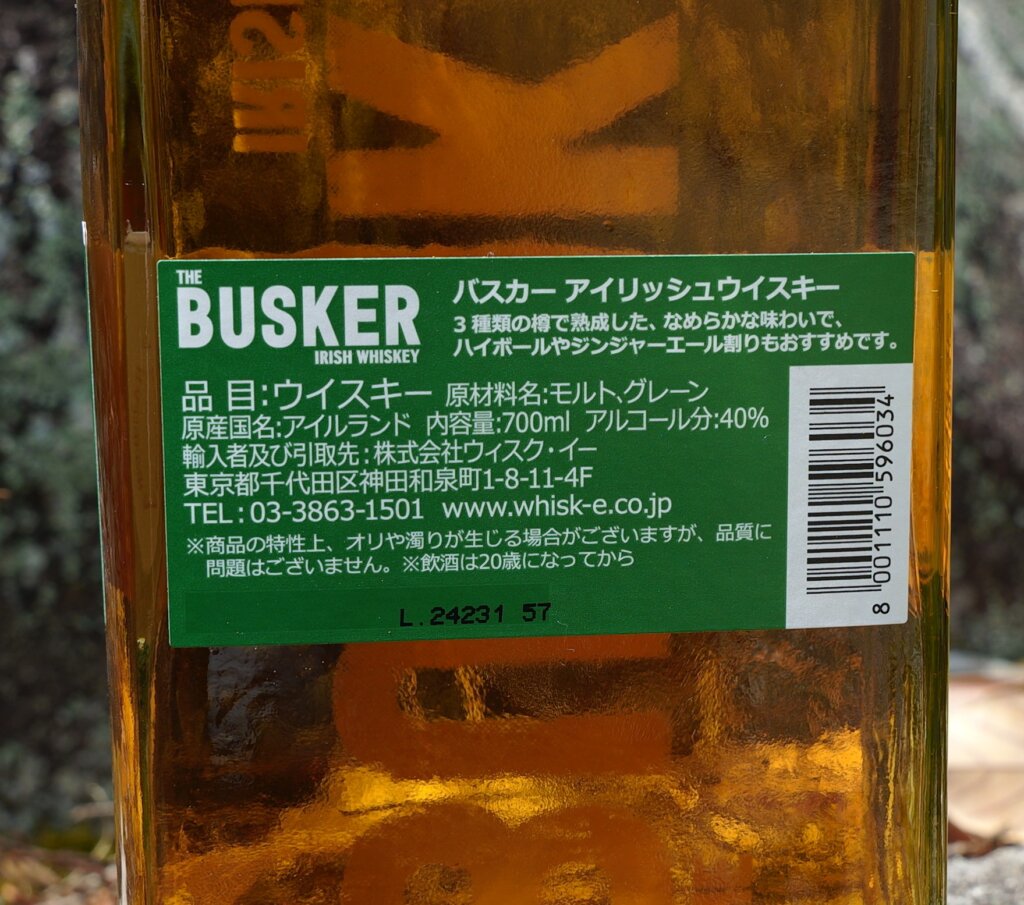 THE
BUSKER
IRISH WHISKEY
バスカー アイリッシュウイスキー
3種類の樽で熟成した、なめらかな味わいで、
ハイボールやジンジャーエール割りもおすすめです。
品 目:ウイスキー 原材料名:モルト、グレーン
原産国名:アイルランド 内容量:700ml アルコール分:40%
輸入者及び引取先:株式会社ウィスク・イー
東京都千代田区神田和泉町1-8-11-4F
TEL:03-3863-1501 www.whisk-e.co.jp
※商品の特性上、オリや濁りが生じる場合がございますが、品質に
問題はございません。※飲酒は20歳になってから
L.24231 57
8 001110 596034